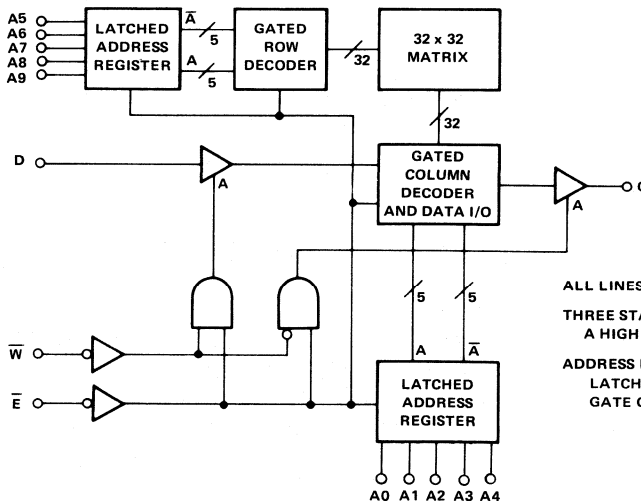 A5
A6
A7
A8
A9
LATCHED
ADDRESS
REGISTER
A̅
5
A
5
GATED
ROW
DECODER
32
32 x 32
MATRIX
32
D
A
GATED
COLUMN
DECODER
AND DATA I/O
A
5
5
A
A̅
W̅
E̅
LATCHED
ADDRESS
REGISTER
A0
A1
A2
A3
A4
ALL LINES
THREE STA
A HIGH
ADDRESS
LATCH
GATE